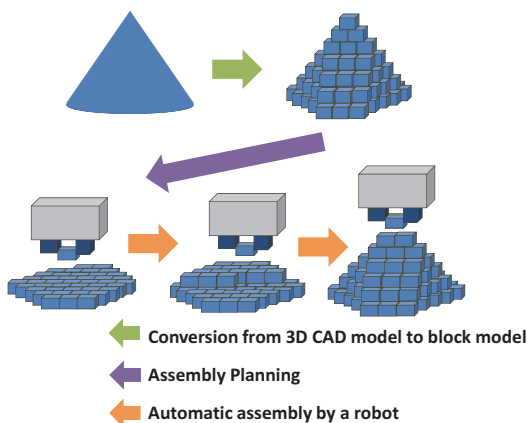 Conversion from 3D CAD model to block model
Assembly Planning
Automatic assembly by a robot